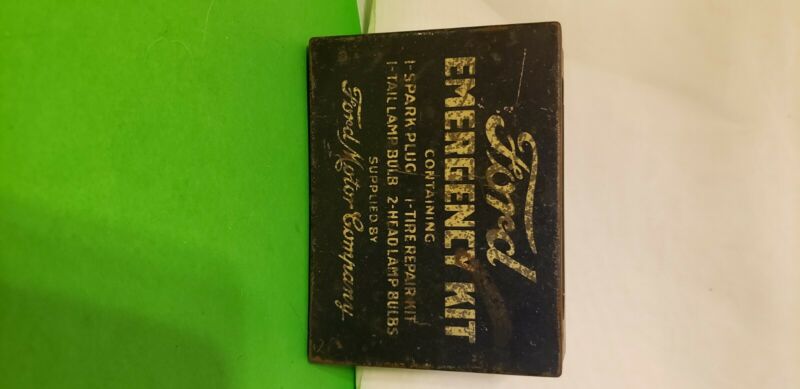 Ford
EMERGENCY KIT
CONTAINING
1-SPARK PLUG 1-TIRE REPAIR KIT
1-TAIL LAMP BULB 2-HEAD LAMP BULBS
SUPPLIED BY
Ford Motor Company